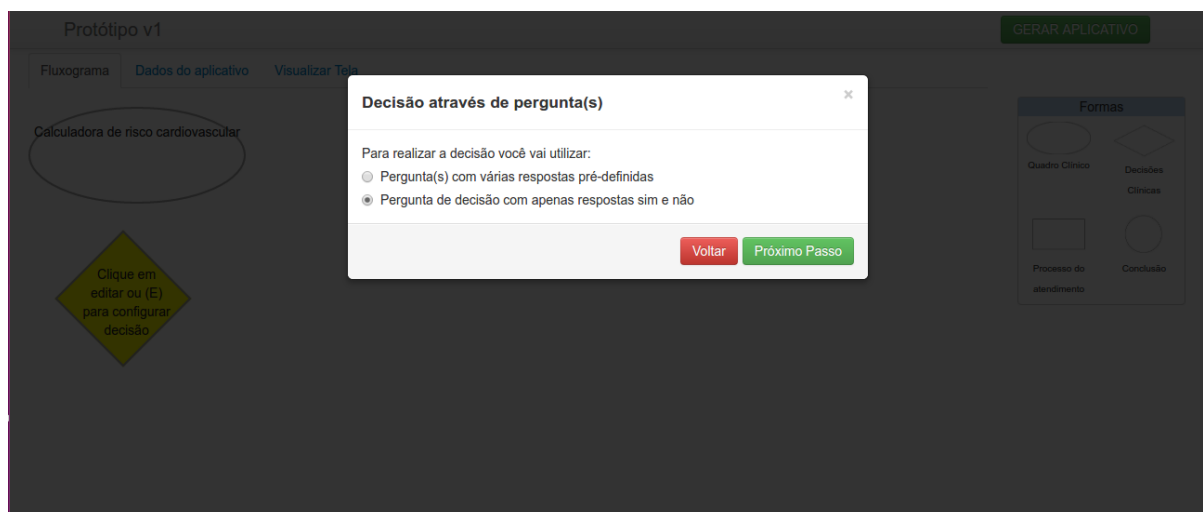 Protótipo v1
GERAR APLICATIVO
Fluxograma
Dados do aplicativo
Visualizar Tela
Decisão através de pergunta(s)
×
Para realizar a decisão você vai utilizar:
Pergunta(s) com várias respostas pré-definidas
Pergunta de decisão com apenas respostas sim e não
Voltar
Próximo Passo
Calculadora de risco cardiovascular
Clique em
editar ou (E)
para configurar
decisão
Formas
Quadro Clínico
Decisões
Clínicas
Processo do
atendimento
Conclusão